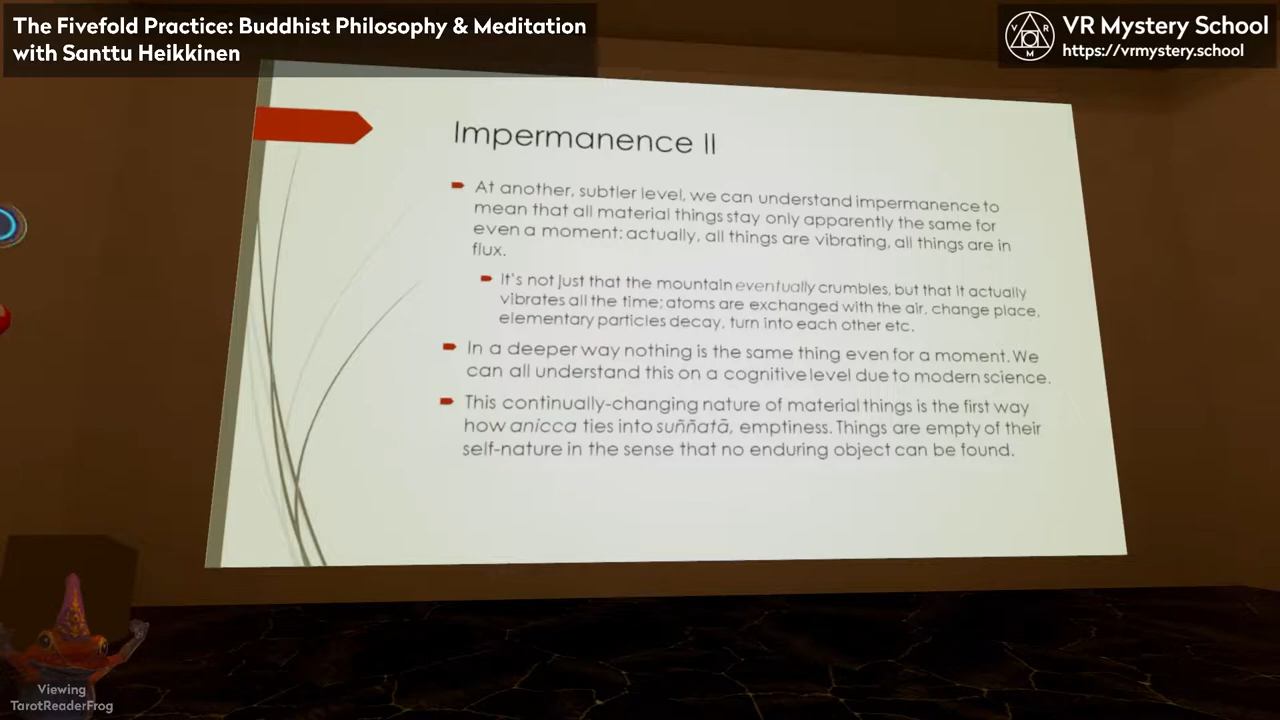 The Fivefold Practice: Buddhist Philosophy & Meditation
with Santtu Heikkinen
VR Mystery School
https://vrmystery.school
V R
M
Impermanence II
At another, subtler level, we can understand impermanence to
mean that all material things stay only apparently the same for
even a moment: actually, all things are vibrating, all things are in
flux.
It's not just that the mountain eventually crumbles, but that it actually
vibrates all the time; atoms are exchanged with the air, change place,
elementary particles decay, turn into each other etc.
In a deeper way nothing is the same thing even for a moment. We
can all understand this on a cognitive level due to modern science.
This continually-changing nature of material things is the first way
how anicca ties into suññatā, emptiness. Things are empty of their
self-nature in the sense that no enduring object can be found.
Viewing
TarotReaderFrog